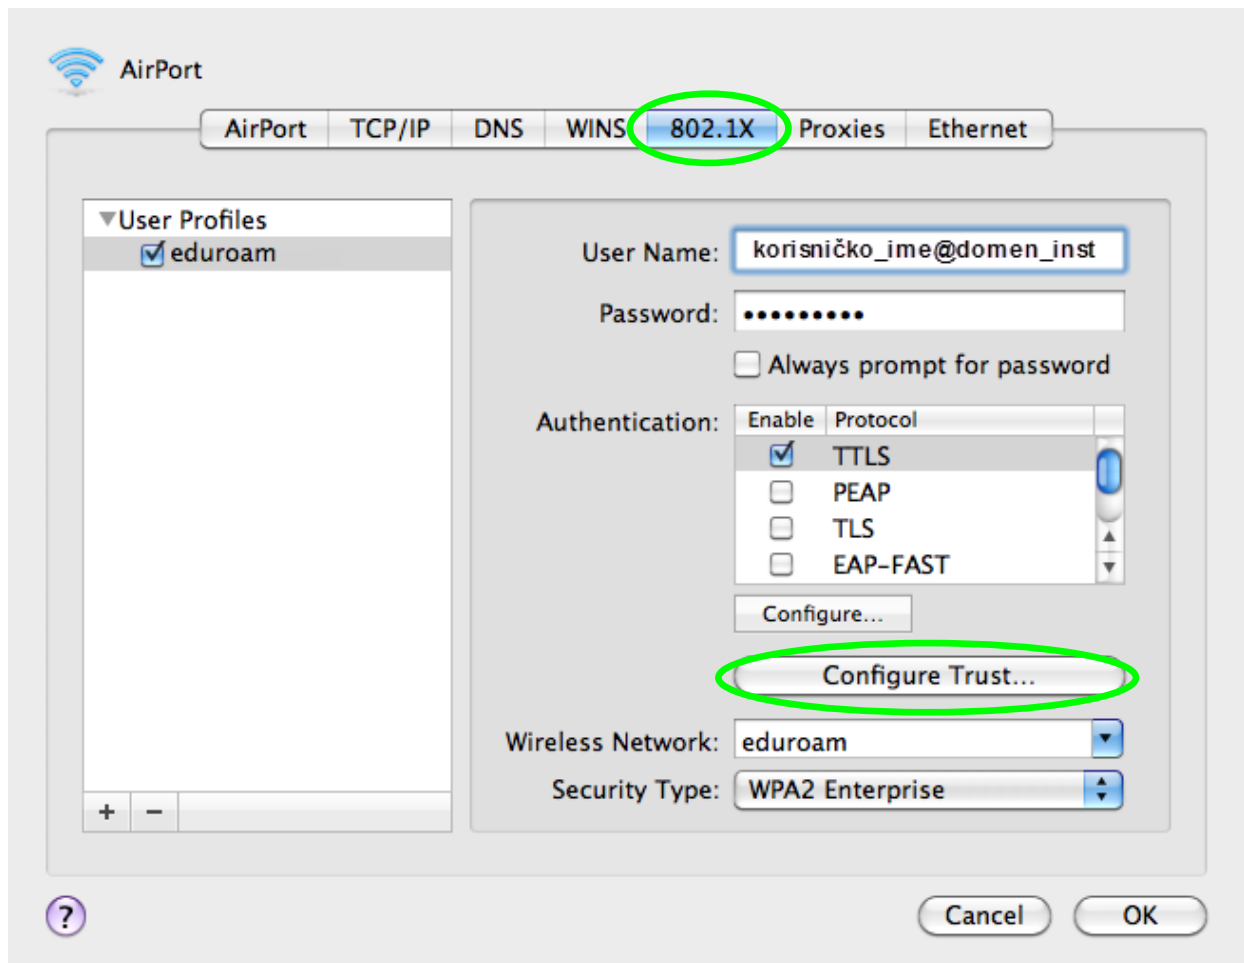 AirPort
AirPort TCP/IP DNS WINS 802.1X Proxies Ethernet
User Profiles
eduroam
User Name: korisničko_ime@domen_inst
Password: •••••••••
Always prompt for password
Authentication:
Enable Protocol
TTLS
PEAP
TLS
EAP-FAST
Configure...
Configure Trust...
Wireless Network: eduroam
Security Type: WPA2 Enterprise
+ −
? Cancel OK